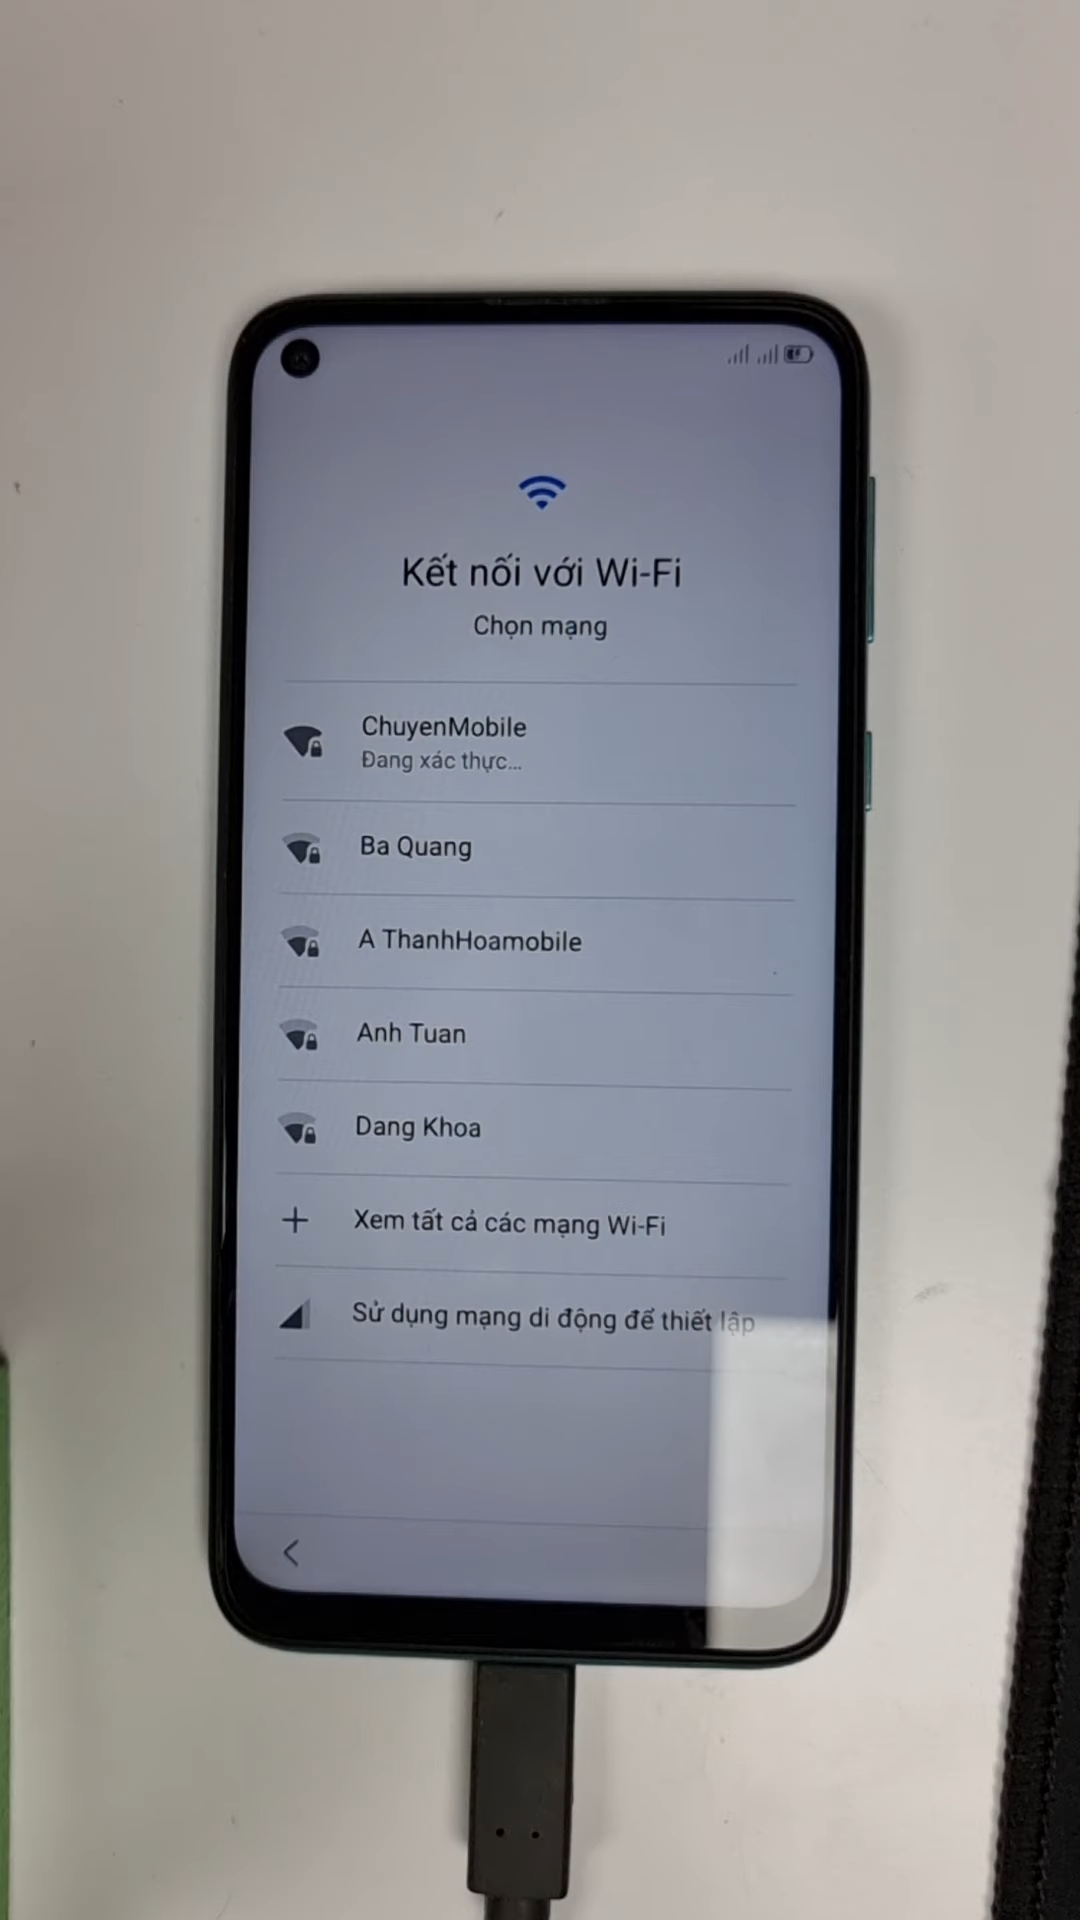 Kết nối với Wi-Fi
Chọn mạng
ChuyenMobile
Đang xác thực...
Ba Quang
A ThanhHoamobile
Anh Tuan
Dang Khoa
Xem tất cả các mạng Wi-Fi
Sử dụng mạng di động để thiết lập